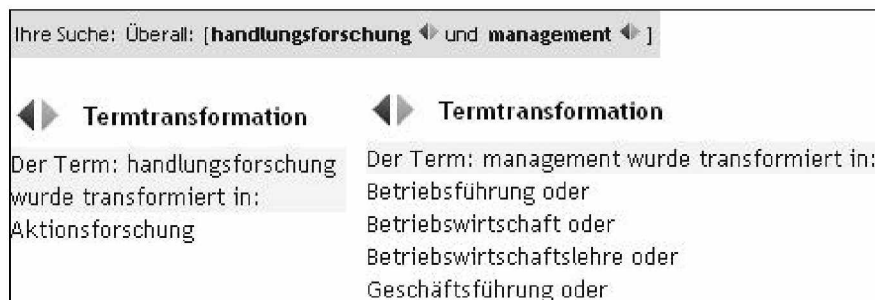 Ihre Suche: Überall: [handlungsforschung und management ]
Termtransformation
Der Term: handlungsforschung
wurde transformiert in:
Aktionsforschung
Termtransformation
Der Term: management wurde transformiert in:
Betriebsführung oder
Betriebswirtschaft oder
Betriebswirtschaftslehre oder
Geschäftsführung oder